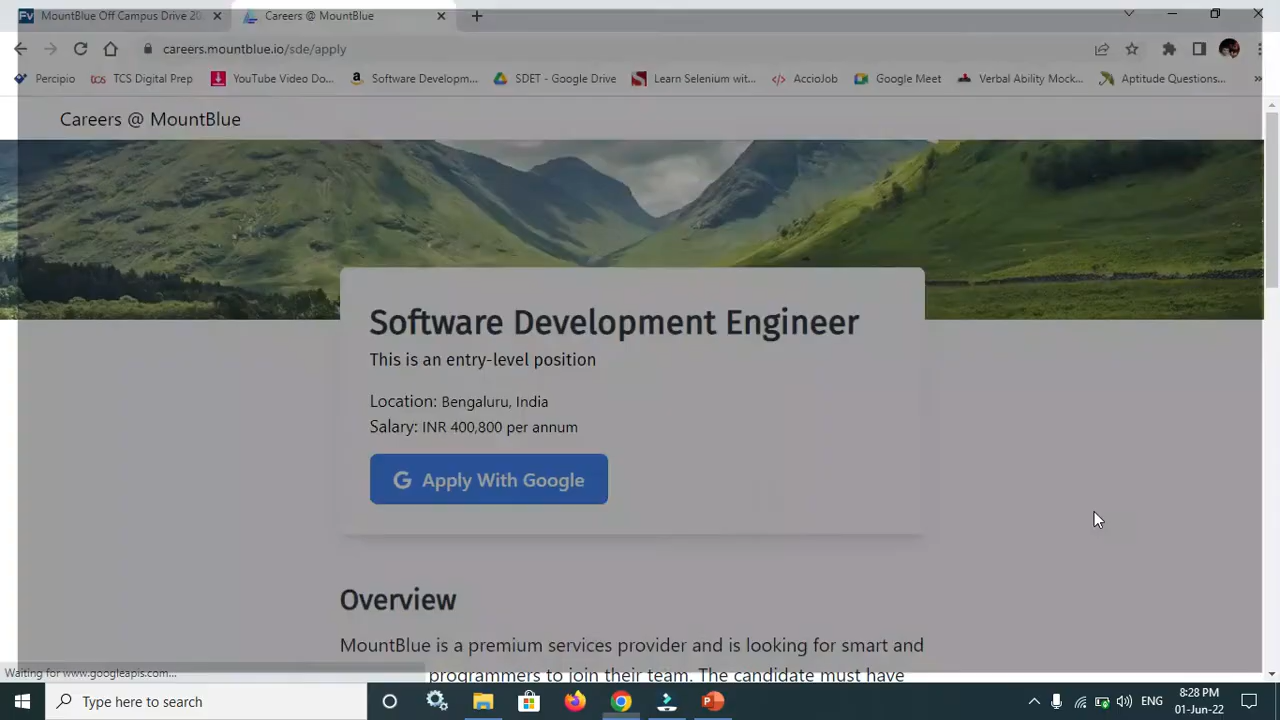 MountBlue Off Campus Drive 20
Careers @ MountBlue
careers.mountblue.io/sde/apply
Percipio
TCS Digital Prep
YouTube Video Do...
Software Developm...
SDET - Google Drive
Learn Selenium wit...
AccioJob
Google Meet
Verbal Ability Mock...
Aptitude Questions...
Careers @ MountBlue
Software Development Engineer
This is an entry-level position
Location: Bengaluru, India
Salary: INR 400,800 per annum
Apply With Google
Overview
MountBlue is a premium services provider and is looking for smart and
programmers to join their team. The candidate must have
Waiting for www.googleapis.com...
Type here to search
ENG
8:28 PM
01-Jun-22